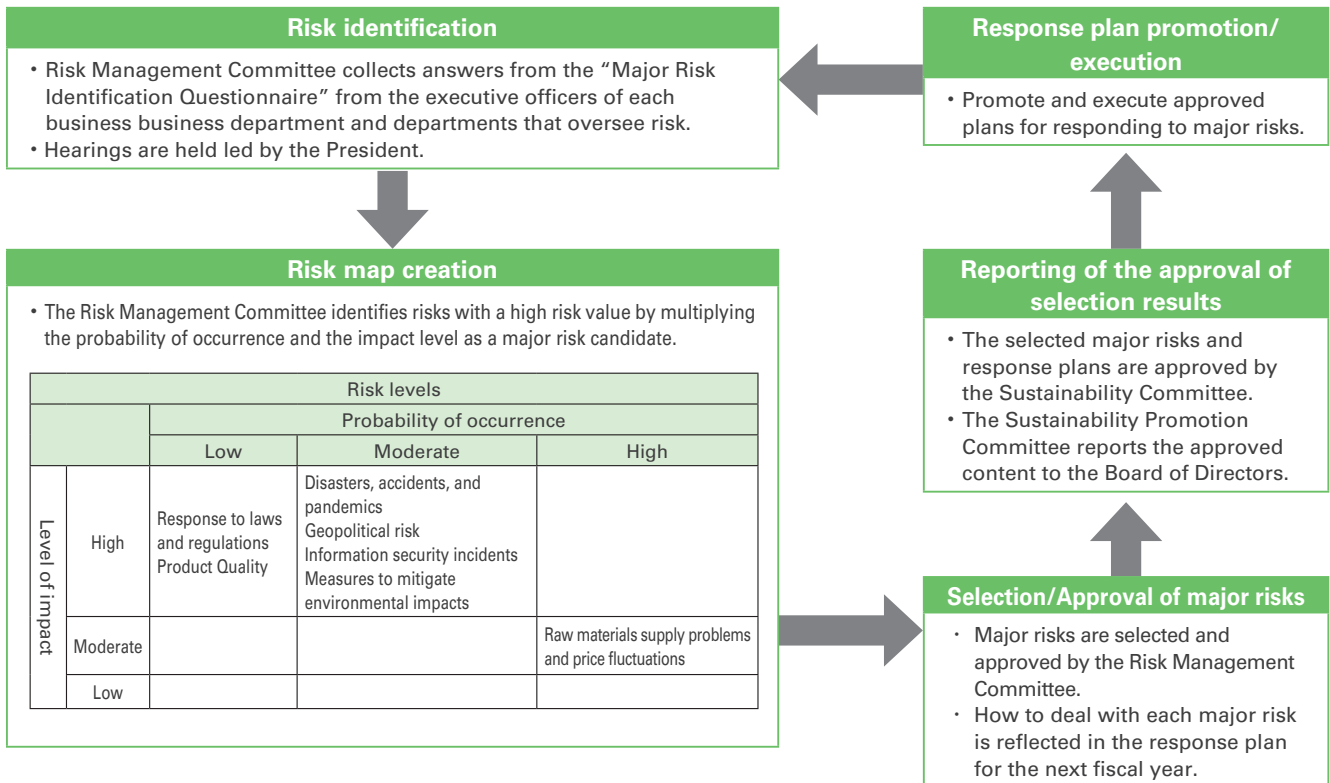 Risk identification
• Risk Management Committee collects answers from the “Major Risk
Identification Questionnaire” from the executive officers of each
business business department and departments that oversee risk.
• Hearings are held led by the President.
Risk map creation
• The Risk Management Committee identifies risks with a high risk value by multiplying
the probability of occurrence and the impact level as a major risk candidate.
Risk levels
Probability of occurrence
Low
Moderate
High
Level of impact
High
Response to laws
and regulations
Product Quality
Disasters, accidents, and
pandemics
Geopolitical risk
Information security incidents
Measures to mitigate
environmental impacts
Moderate
Raw materials supply problems
and price fluctuations
Low
Selection/Approval of major risks
· Major risks are selected and
approved by the Risk Management
Committee.
· How to deal with each major risk
is reflected in the response plan
for the next fiscal year.
Reporting of the approval of
selection results
• The selected major risks and
response plans are approved by
the Sustainability Committee.
• The Sustainability Promotion
Committee reports the approved
content to the Board of Directors.
Response plan promotion/
execution
• Promote and execute approved
plans for responding to major risks.